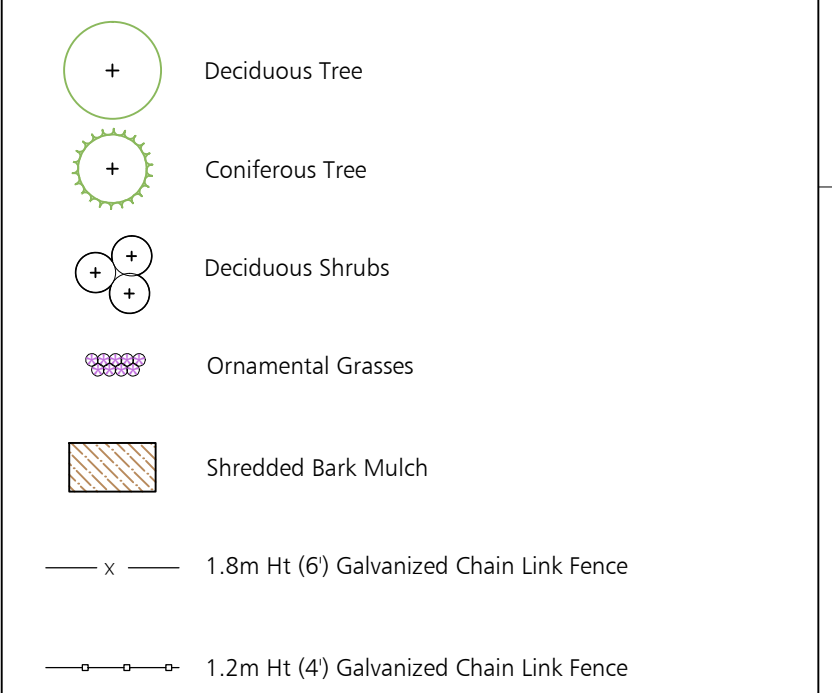 Deciduous Tree
Coniferous Tree
Deciduous Shrubs
Ornamental Grasses
Shredded Bark Mulch
x 1.8m Ht (6') Galvanized Chain Link Fence
1.2m Ht (4') Galvanized Chain Link Fence